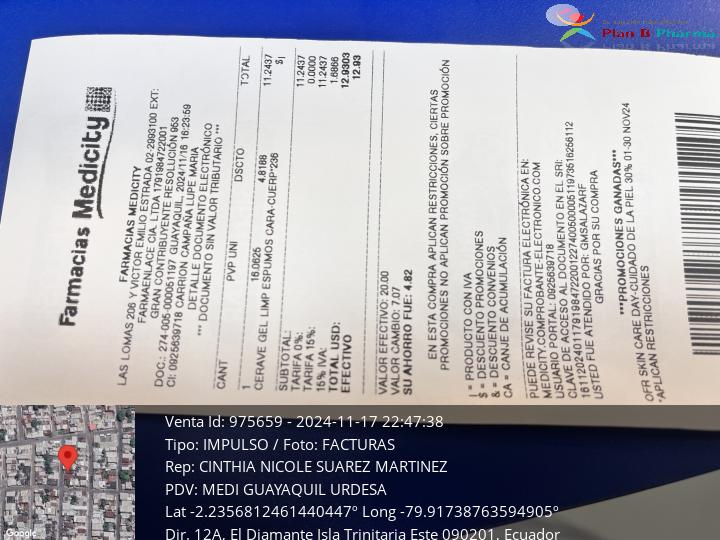 Plan B Pharma
Farmacias Medicity
FARMACIAS MEDICITY
LAS LOMAS 206 Y VICTOR EMILIO ESTRADA 02-2993100 EXT:
FARMAENLACE CIA. LTDA 1791984722001
GRAN CONTRIBUYENTE RESOLUCIÓN 953
DOC.: 274-005-000051197 GUAYAQUIL, 2024/11/16 16:23:59
CI: 0925639718 CARRION CAMPAÑA LUPE MARIA
DETALLE DOCUMENTO ELECTRÓNICO
*** DOCUMENTO SIN VALOR TRIBUTARIO ***
CANT PVP UNI DSCTO TOTAL
1 16.0625 4.8188 11.2437
CERAVE GEL LIMP ESPUMOS CARA-CUERP*236 $I
SUBTOTAL: 11.2437
TARIFA 0%: 0.0000
TARIFA 15%: 11.2437
15% IVA: 1.6866
TOTAL USD: 12.9303
EFECTIVO 12.93
VALOR EFECTIVO: 20.00
VALOR CAMBIO: 7.07
SU AHORRO FUE: 4.82
EN ESTA COMPRA APLICAN RESTRICCIONES, CIERTAS
PROMOCIONES NO APLICAN PROMOCIÓN SOBRE PROMOCIÓN
I = PRODUCTO CON IVA
$ = DESCUENTO PROMOCIONES
& = DESCUENTO CONVENIOS
CA = CANJE DE ACUMULACIÓN
PUEDE REVISE SU FACTURA ELECTRÓNICA EN:
MEDICITY.COMPROBANTE-ELECTRONICO.COM
USUARIO PORTAL: 0925639718
CLAVE DE ACCESO AL DOCUMENTO EN EL SRI:
USTED FUE ATENDIDO POR: GMSALAZARF
GRACIAS POR SU COMPRA
***PROMOCIONES GANADAS***
OFR SKIN CARE DAY-CUIDADO DE LA PIEL 30% 01-30 NOV24
*APLICAN RESTRICCIONES
Venta Id: 975659 - 2024-11-17 22:47:38
Tipo: IMPULSO / Foto: FACTURAS
Rep: CINTHIA NICOLE SUAREZ MARTINEZ
PDV: MEDI GUAYAQUIL URDESA
Lat -2.2356812461440447° Long -79.91738763594905°
Dir. 12A, El Diamante Isla Trinitaria Este 090201, Ecuador
Google